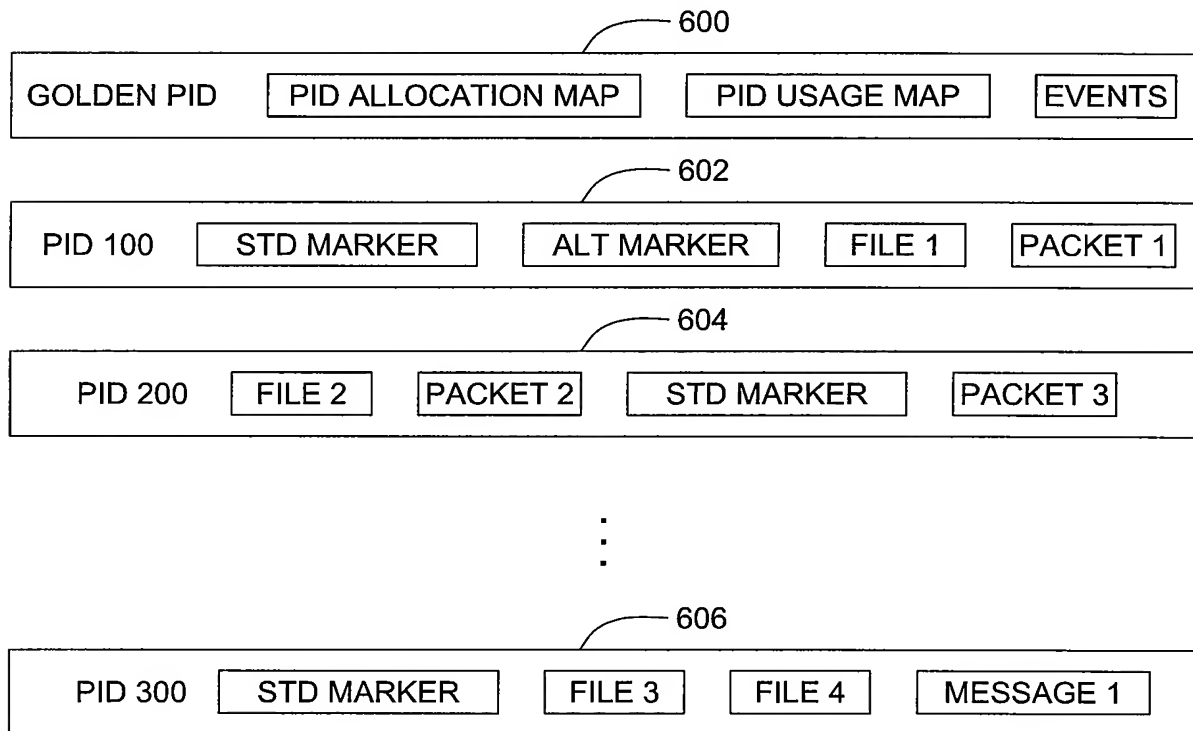 600
GOLDEN PID PID ALLOCATION MAP PID USAGE MAP EVENTS
602
PID 100 STD MARKER ALT MARKER FILE 1 PACKET 1
604
PID 200 FILE 2 PACKET 2 STD MARKER PACKET 3
606
PID 300 STD MARKER FILE 3 FILE 4 MESSAGE 1